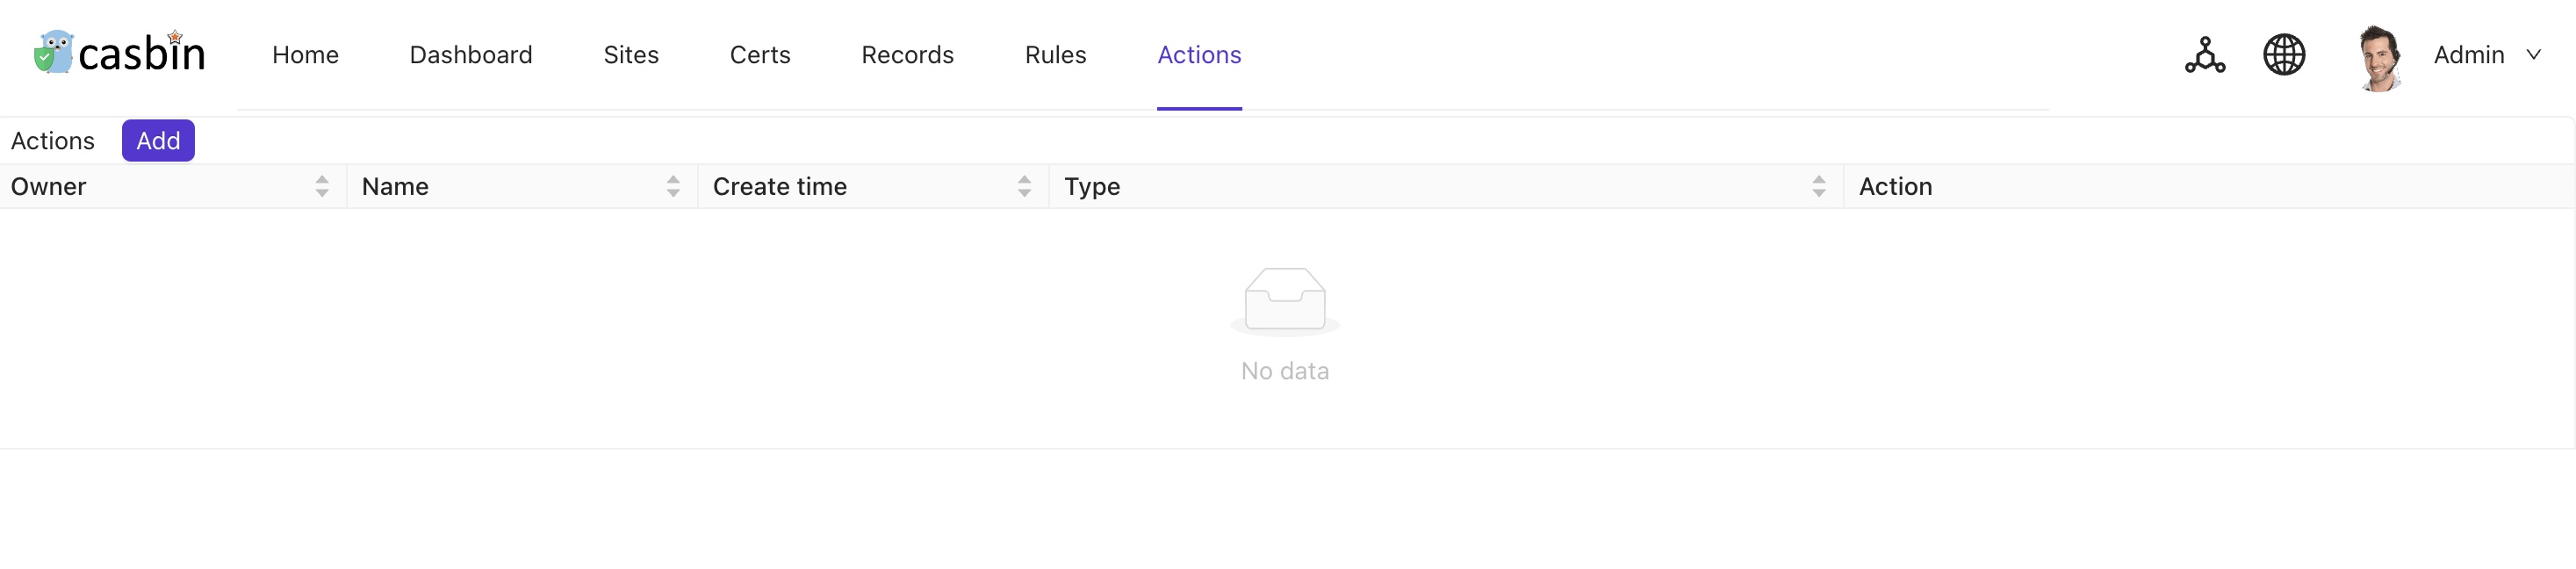 casbin Home Dashboard Sites Certs Records Rules Actions Admin
Actions Add
Owner Name Create time Type Action
No data